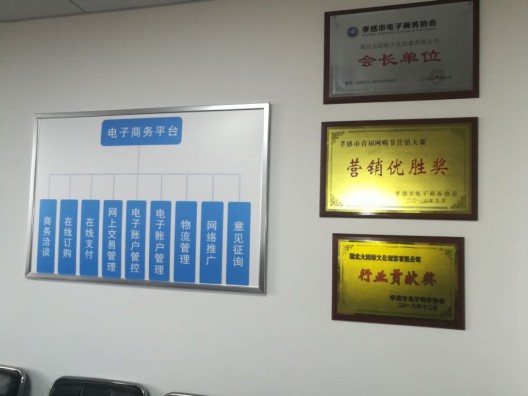 电子商务平台
商务洽谈
在线订购
在线支付
网上交易管理
电子账户管控
电子账户管理
物流管理
网络推广
意见征询
孝感市电子商务协会
会长单位
孝感市首届网购节营销大赛
营销优胜奖
孝感市电子商务协会
行业贡献奖
孝感市电子商务协会